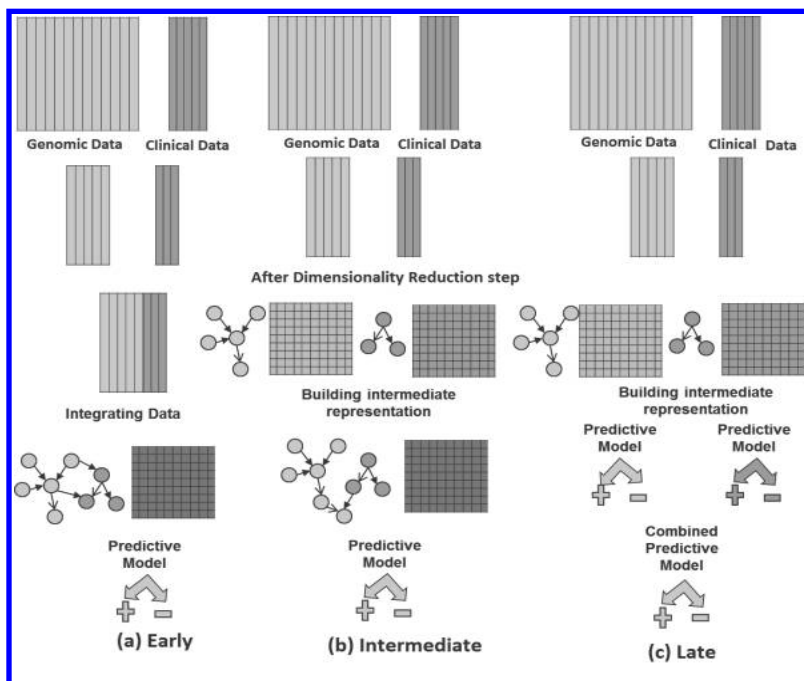 Genomic Data Clinical Data
Genomic Data Clinical Data
Genomic Data Clinical Data
After Dimensionality Reduction step
Integrating Data
Building intermediate
representation
Building intermediate
representation
Predictive
Model
Predictive
Model
Predictive
Model
Predictive
Model
Combined
Predictive
Model
(a) Early
(b) Intermediate
(c) Late